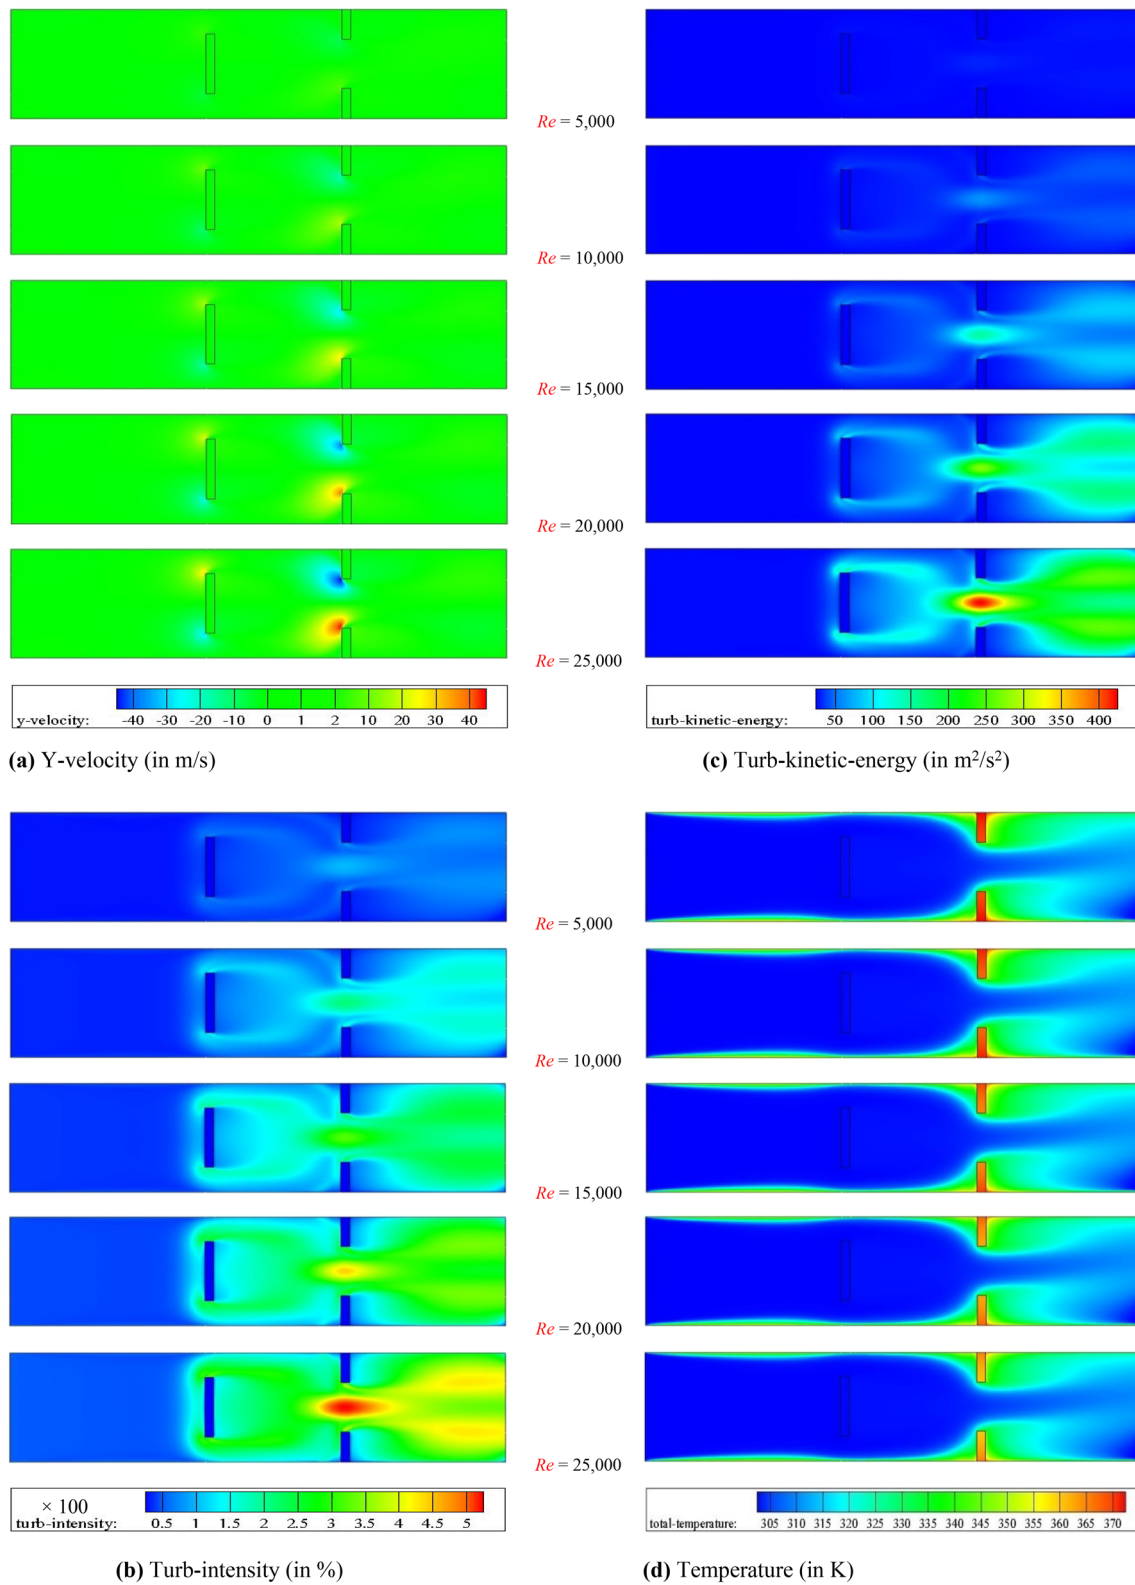 Re = 5,000
Re = 10,000
Re = 15,000
Re = 20,000
Re = 25,000
y-velocity: -40 -30 -20 -10 0 1 2 10 20 30 40
turb-kinetic-energy: 50 100 150 200 250 300 350 400
(a) Y-velocity (in m/s)
(c) Turb-kinetic-energy (in m²/s²)
Re = 5,000
Re = 10,000
Re = 15,000
Re = 20,000
Re = 25,000
× 100
turb-intensity: 0.5 1 1.5 2 2.5 3 3.5 4 4.5 5
total-temperature: 305 310 315 320 325 330 335 340 345 350 355 360 365 370
(b) Turb-intensity (in %)
(d) Temperature (in K)